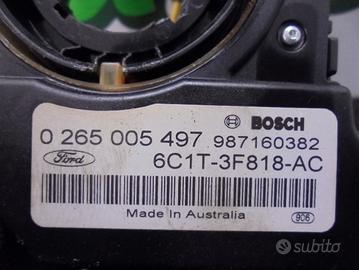 BOSCH
0 265 005 497 987160382
Ford 6C1T-3F818-AC
Made in Australia
906
subito